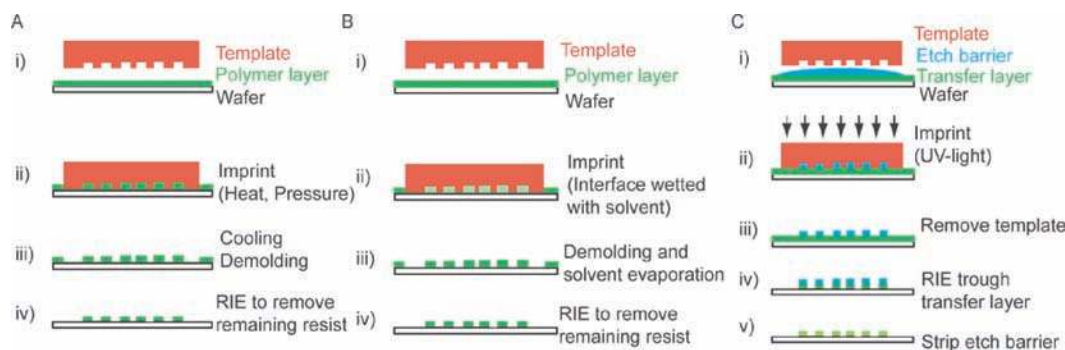 A
i)
Template
Polymer layer
Wafer
ii)
Imprint
(Heat, Pressure)
iii)
Cooling
Demolding
iv)
RIE to remove
remaining resist
B
i)
Template
Polymer layer
Wafer
ii)
Imprint
(Interface wetted
with solvent)
iii)
Demolding and
solvent evaporation
iv)
RIE to remove
remaining resist
C
i)
Template
Etch barrier
Transfer layer
Wafer
ii)
Imprint
(UV-light)
iii)
Remove template
iv)
RIE trough
transfer layer
v)
Strip etch barrier